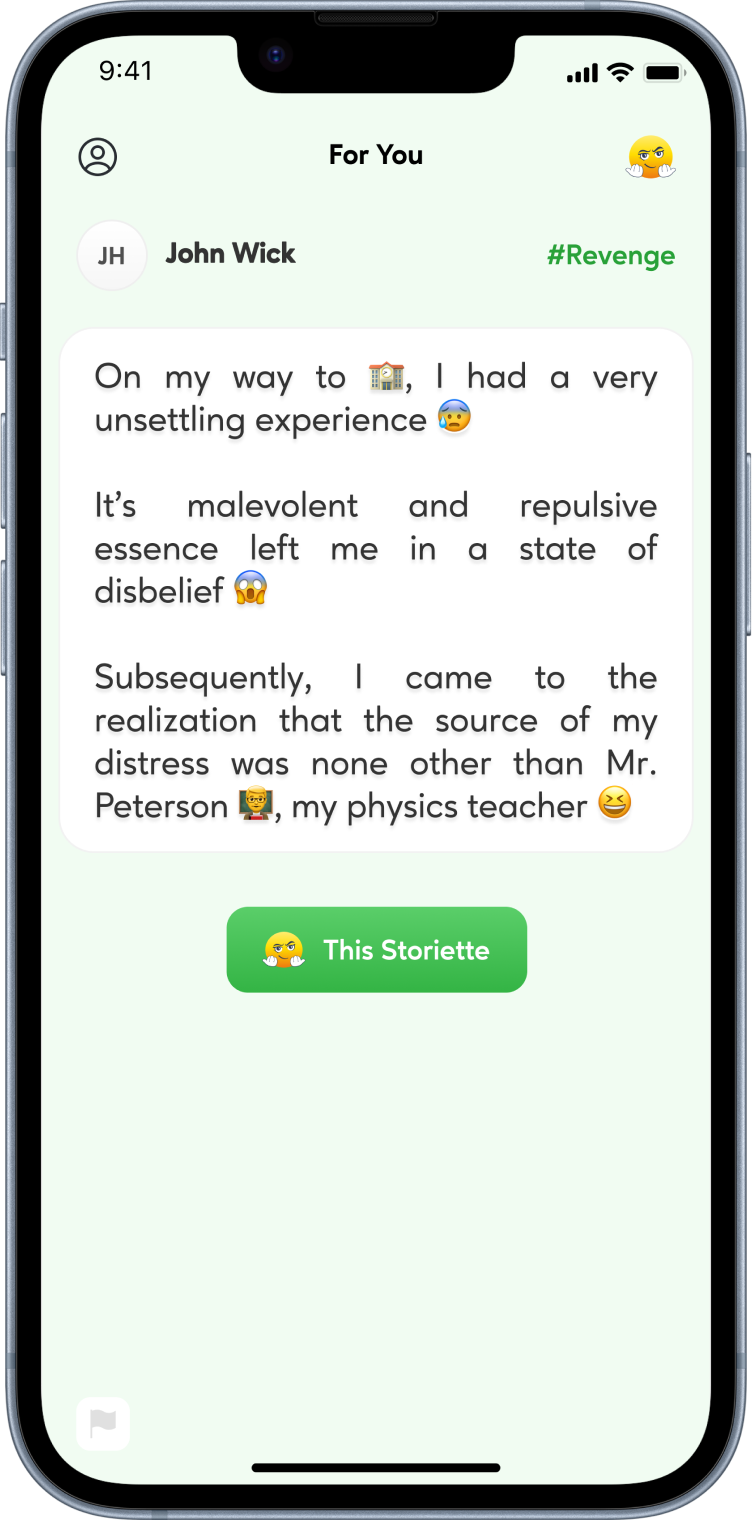 9:41
For You
JH
John Wick
#Revenge
On my way to 🏫, I had a very
unsettling experience 😰
It’s malevolent and repulsive
essence left me in a state of
disbelief 😱
Subsequently, I came to the
realization that the source of my
distress was none other than Mr.
Peterson 👨‍🏫, my physics teacher 😆
This Storiette